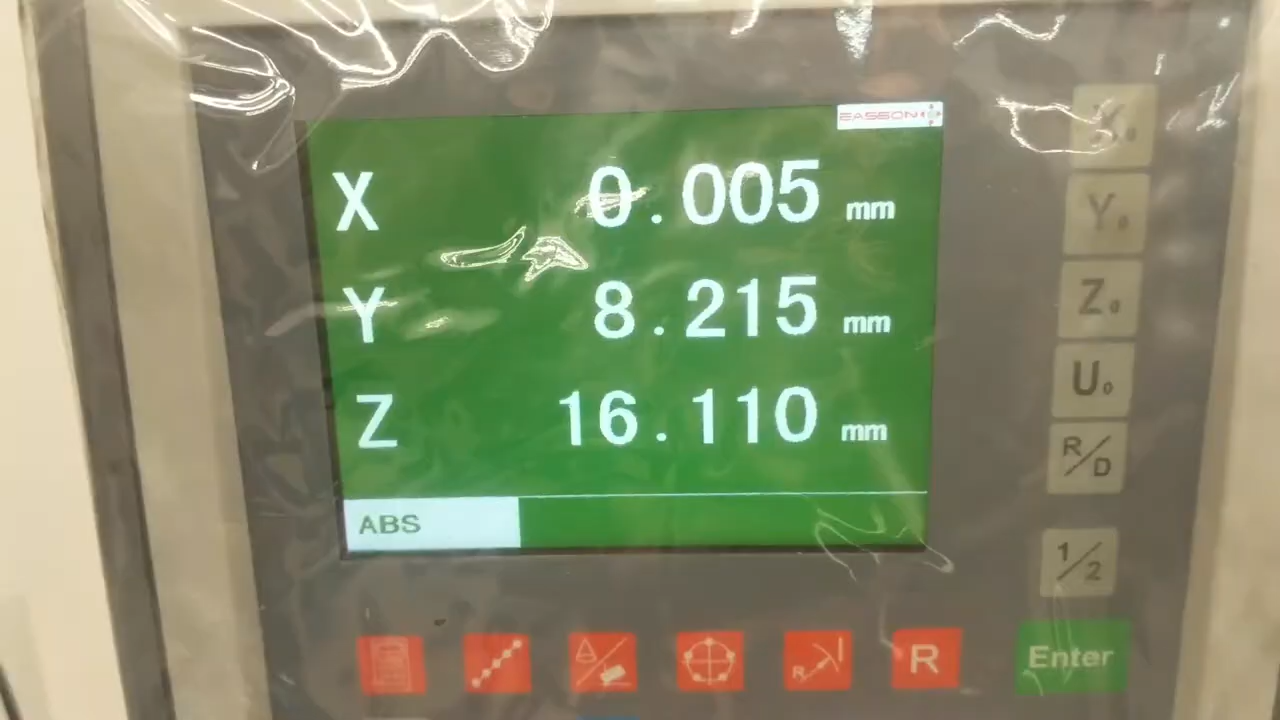 EASSON
X 0.005 mm
X₀
Y₀
Y 8.215 mm
Z₀
Z 16.110 mm
U₀
R/D
ABS
1/2
R
R
Enter